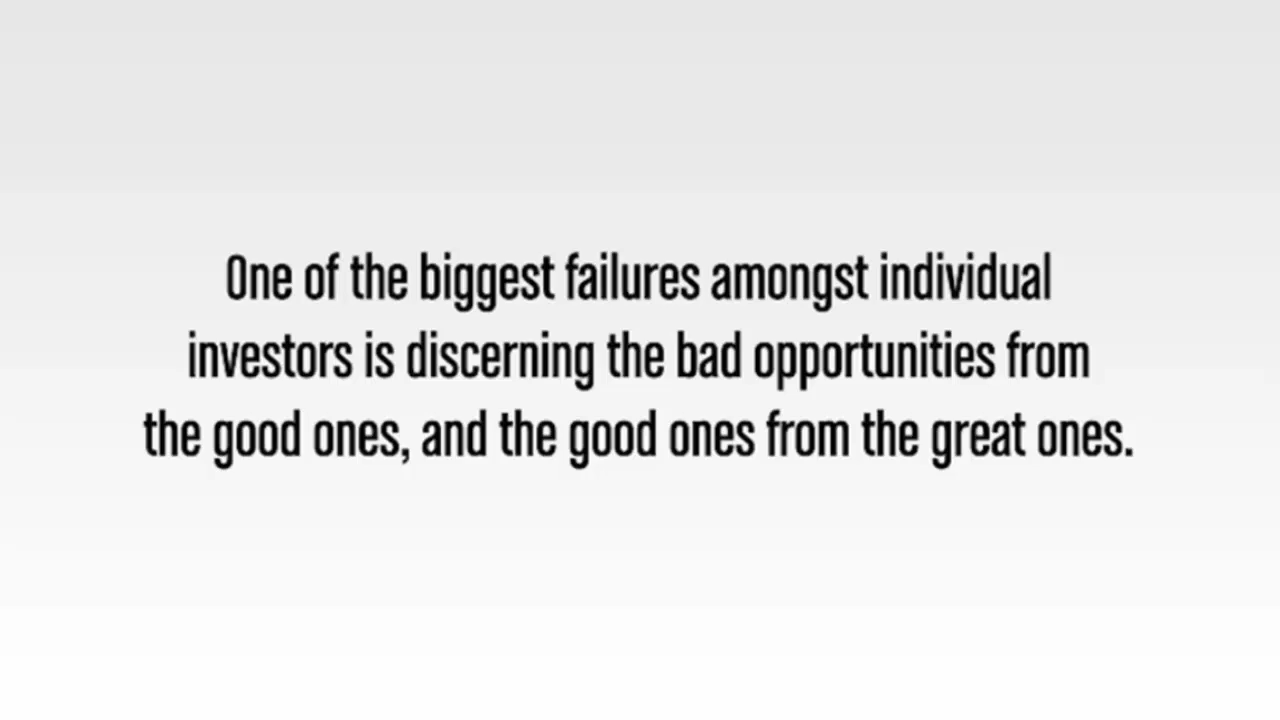 One of the biggest failures amongst individual
investors is discerning the bad opportunities from
the good ones, and the good ones from the great ones.